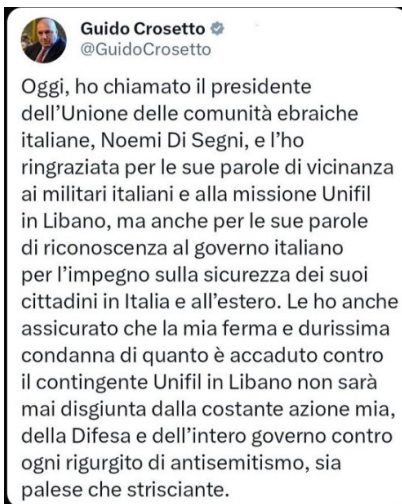 Guido Crosetto
@GuidoCrosetto
Oggi, ho chiamato il presidente
dell'Unione delle comunità ebraiche
italiane, Noemi Di Segni, e l'ho
ringraziata per le sue parole di vicinanza
ai militari italiani e alla missione Unifil
in Libano, ma anche per le sue parole
di riconoscenza al governo italiano
per l'impegno sulla sicurezza dei suoi
cittadini in Italia e all'estero. Le ho anche
assicurato che la mia ferma e durissima
condanna di quanto è accaduto contro
il contingente Unifil in Libano non sarà
mai disgiunta dalla costante azione mia,
della Difesa e dell'intero governo contro
ogni rigurgito di antisemitismo, sia
palese che strisciante.